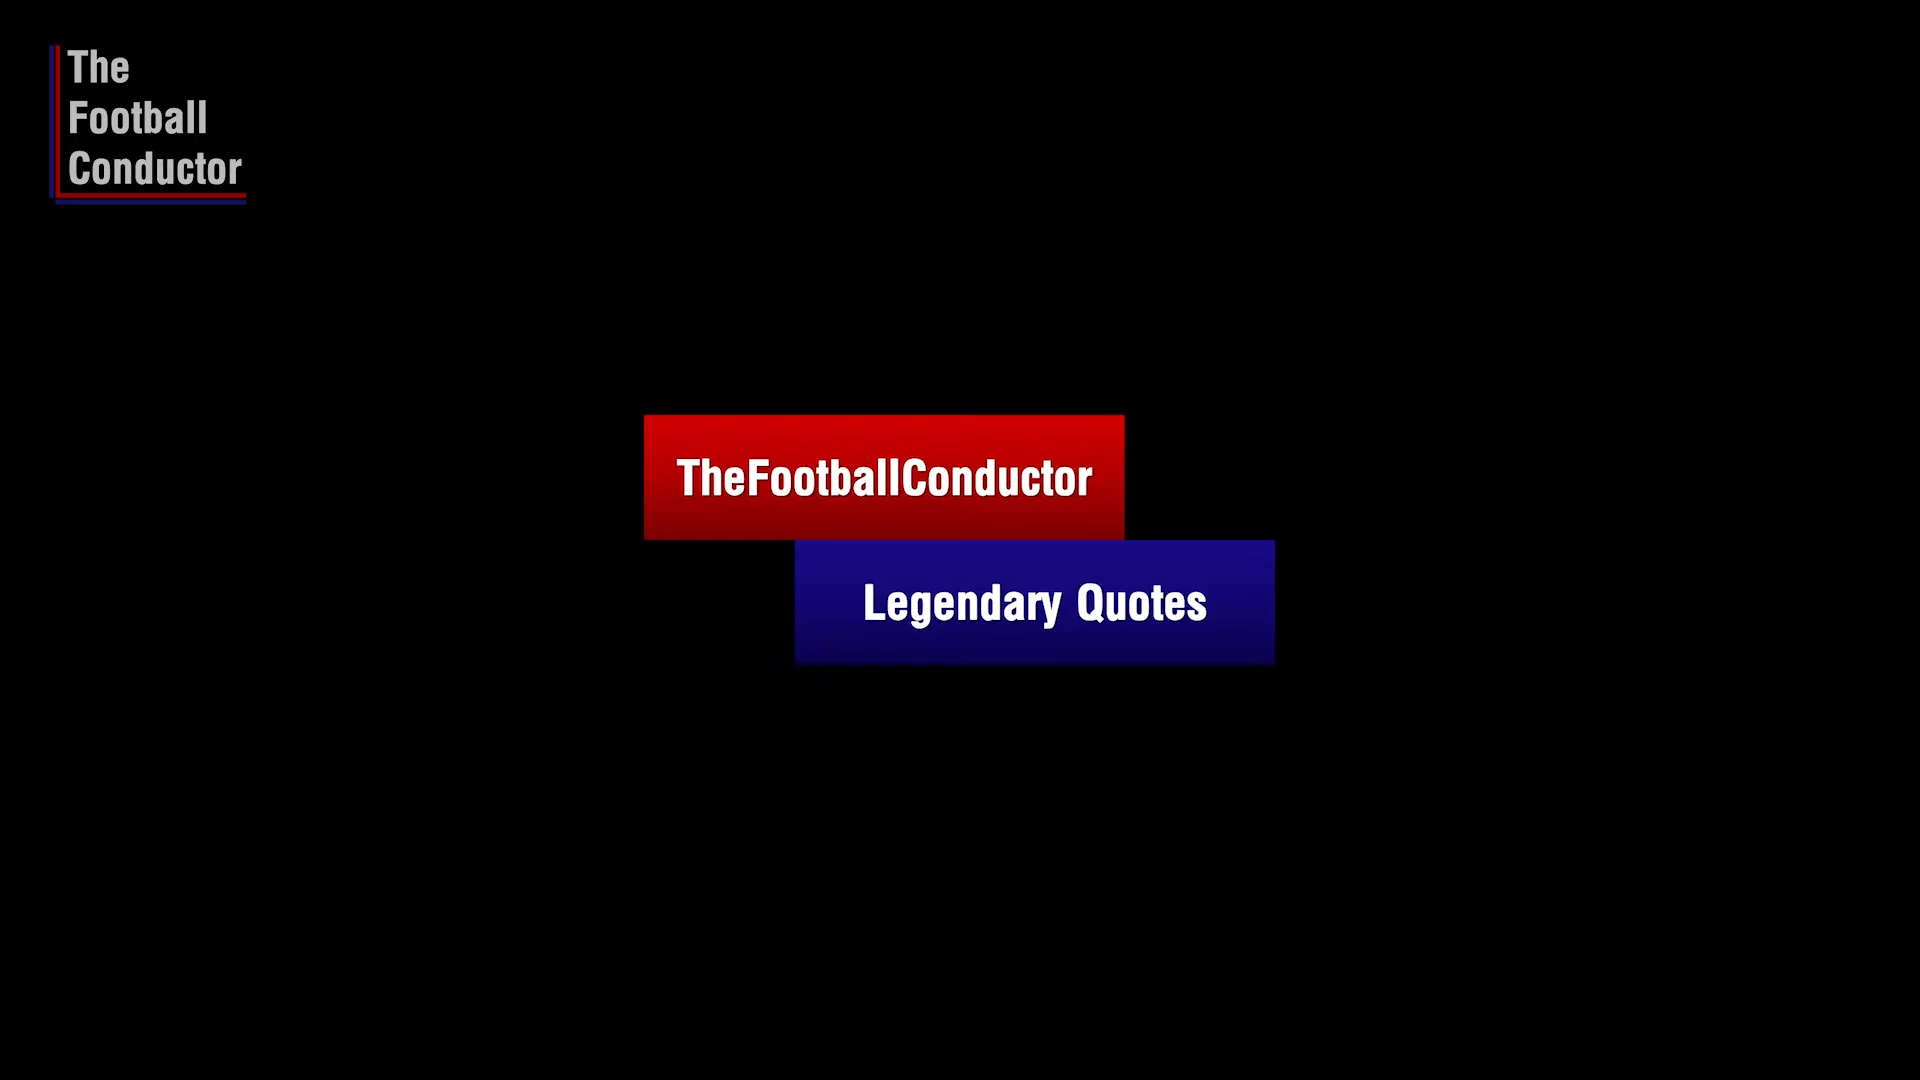 The
Football
Conductor
TheFootballConductor
Legendary Quotes